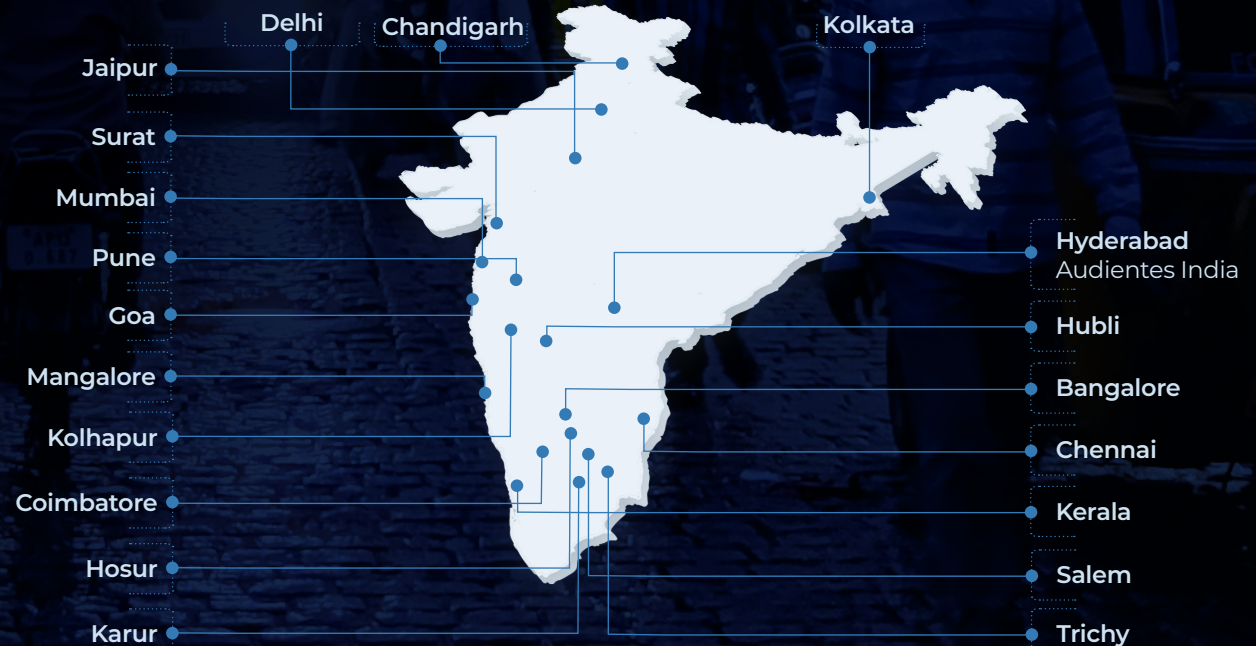 Delhi
Chandigarh
Kolkata
Jaipur
Surat
Mumbai
Pune
Goa
Mangalore
Kolhapur
Coimbatore
Hosur
Karur
Hyderabad
Audientes India
Hubli
Bangalore
Chennai
Kerala
Salem
Trichy